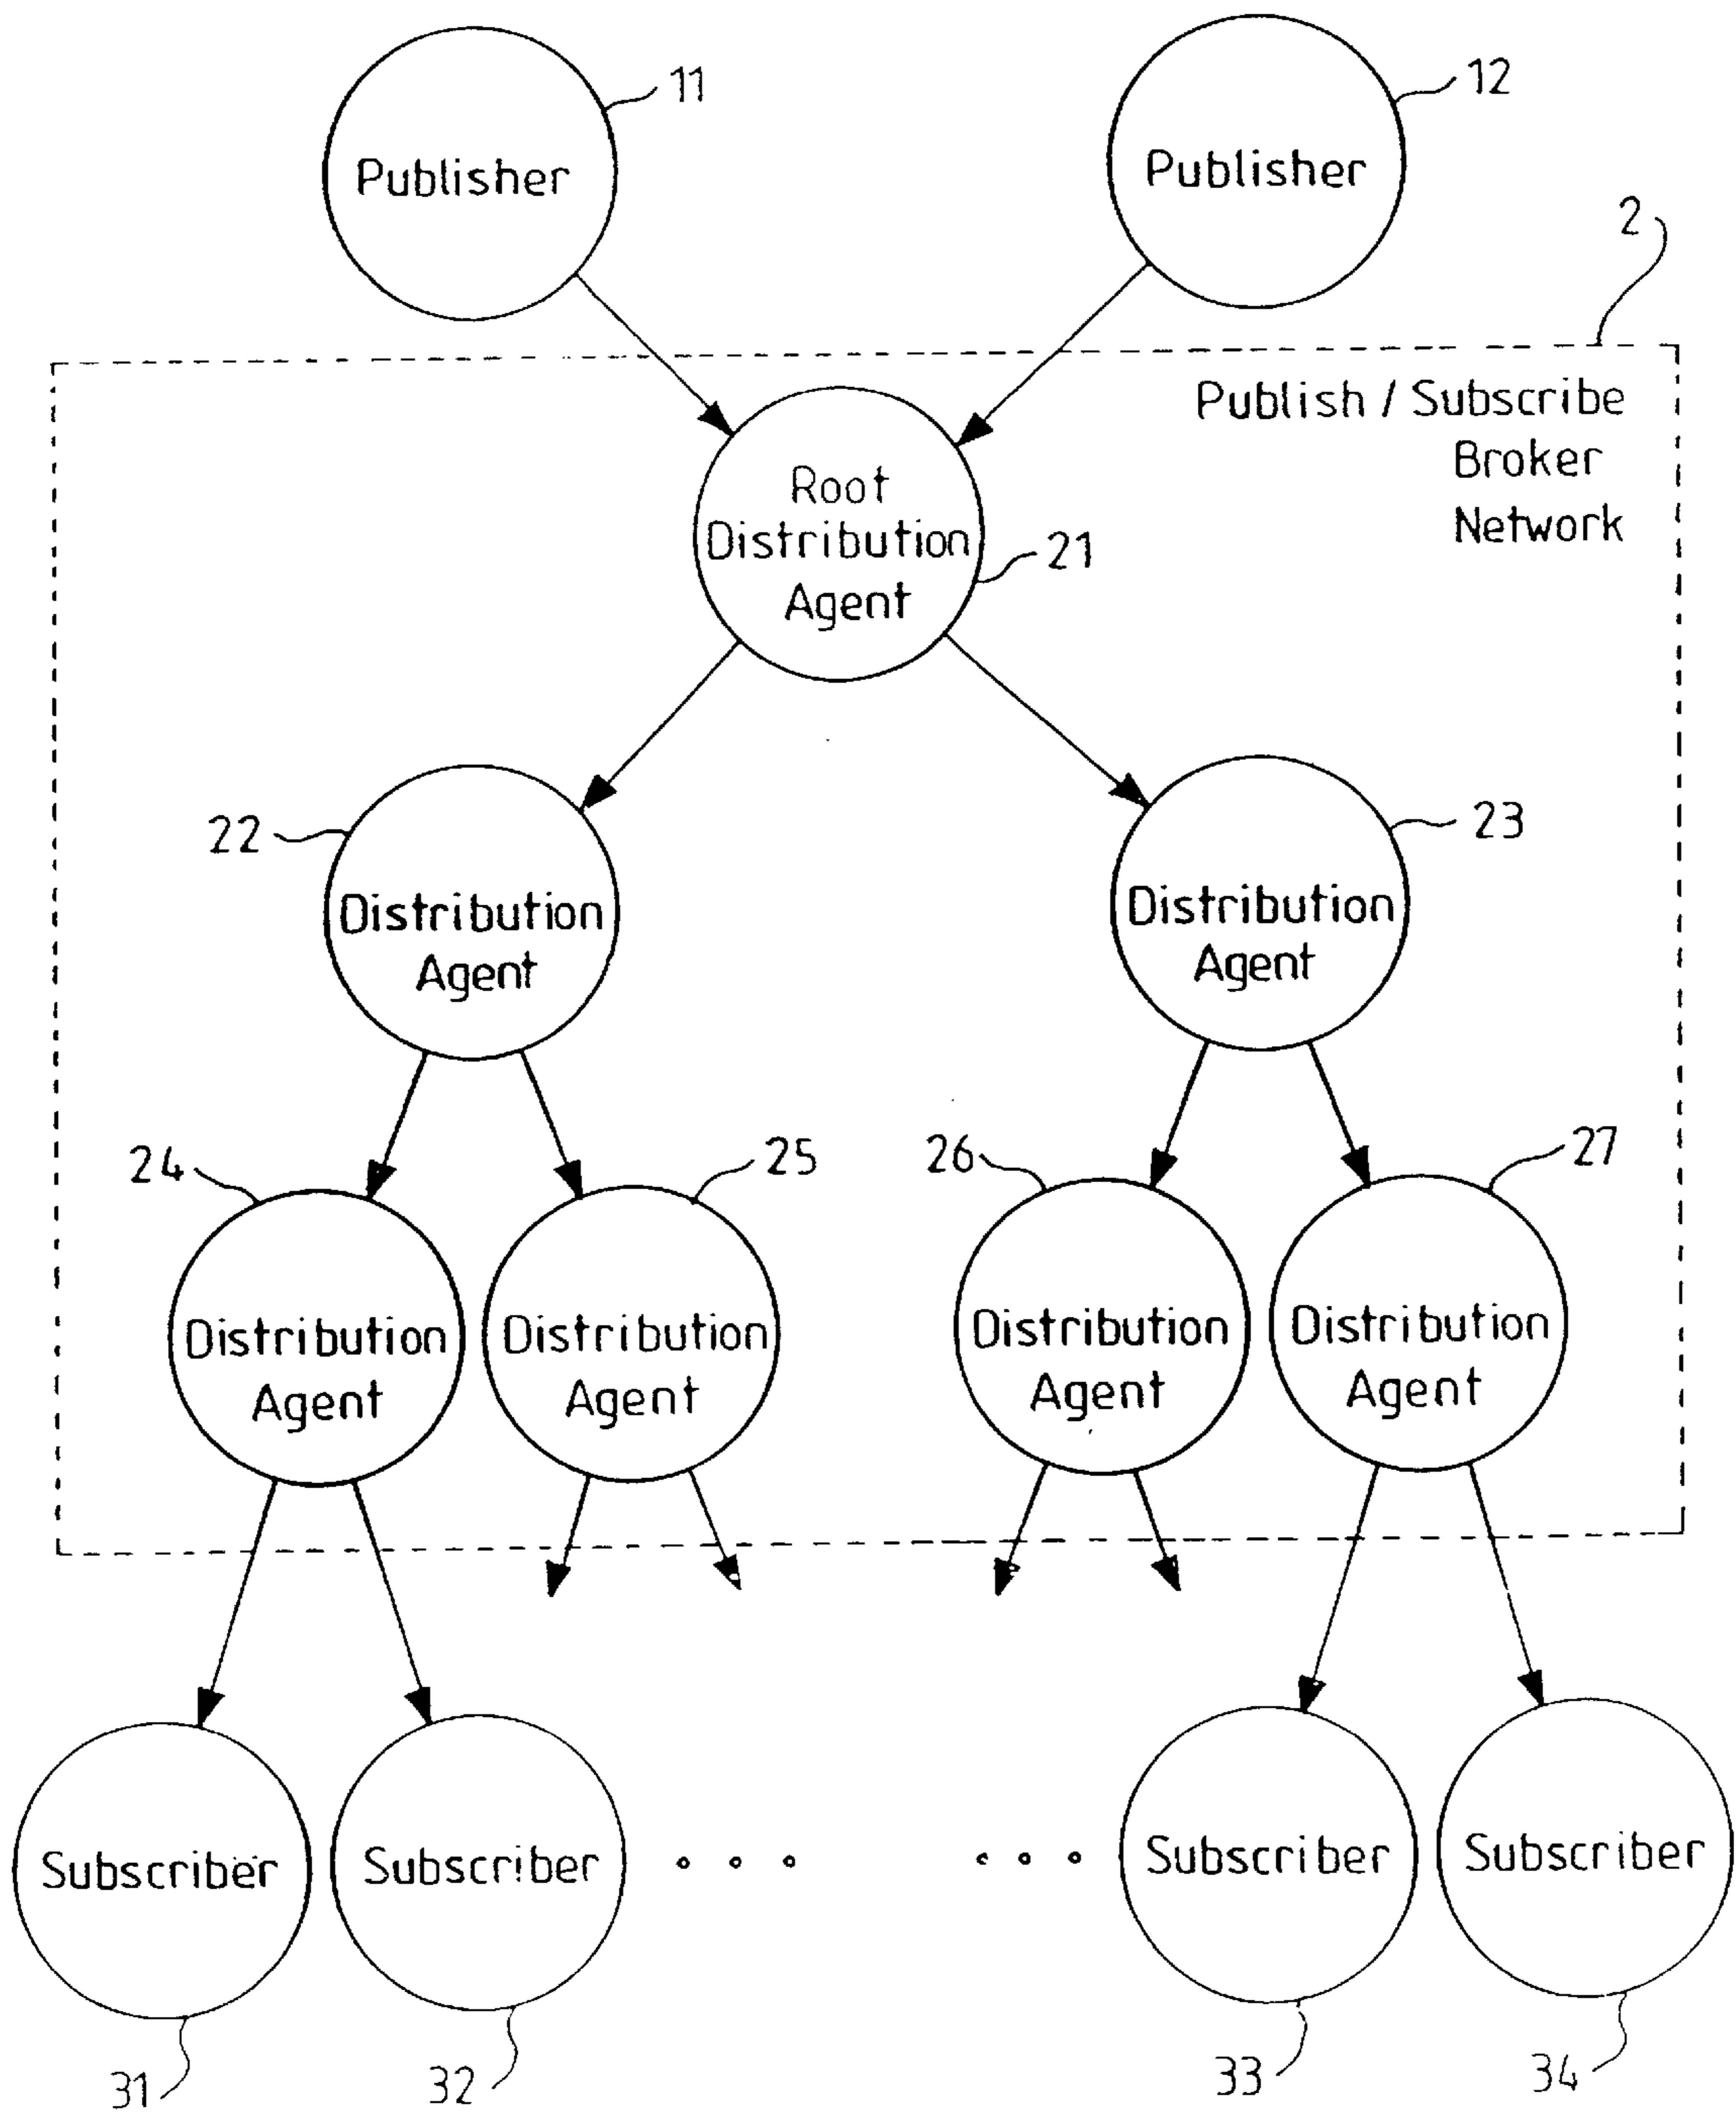 11
12
Publisher
Publisher
2
Publish / Subscribe
Broker
Network
Root
Distribution
Agent
21
22
23
Distribution
Agent
Distribution
Agent
24
25
26
27
Distribution
Agent
Distribution
Agent
Distribution
Agent
Distribution
Agent
Subscriber
Subscriber
Subscriber
Subscriber
31
32
33
34